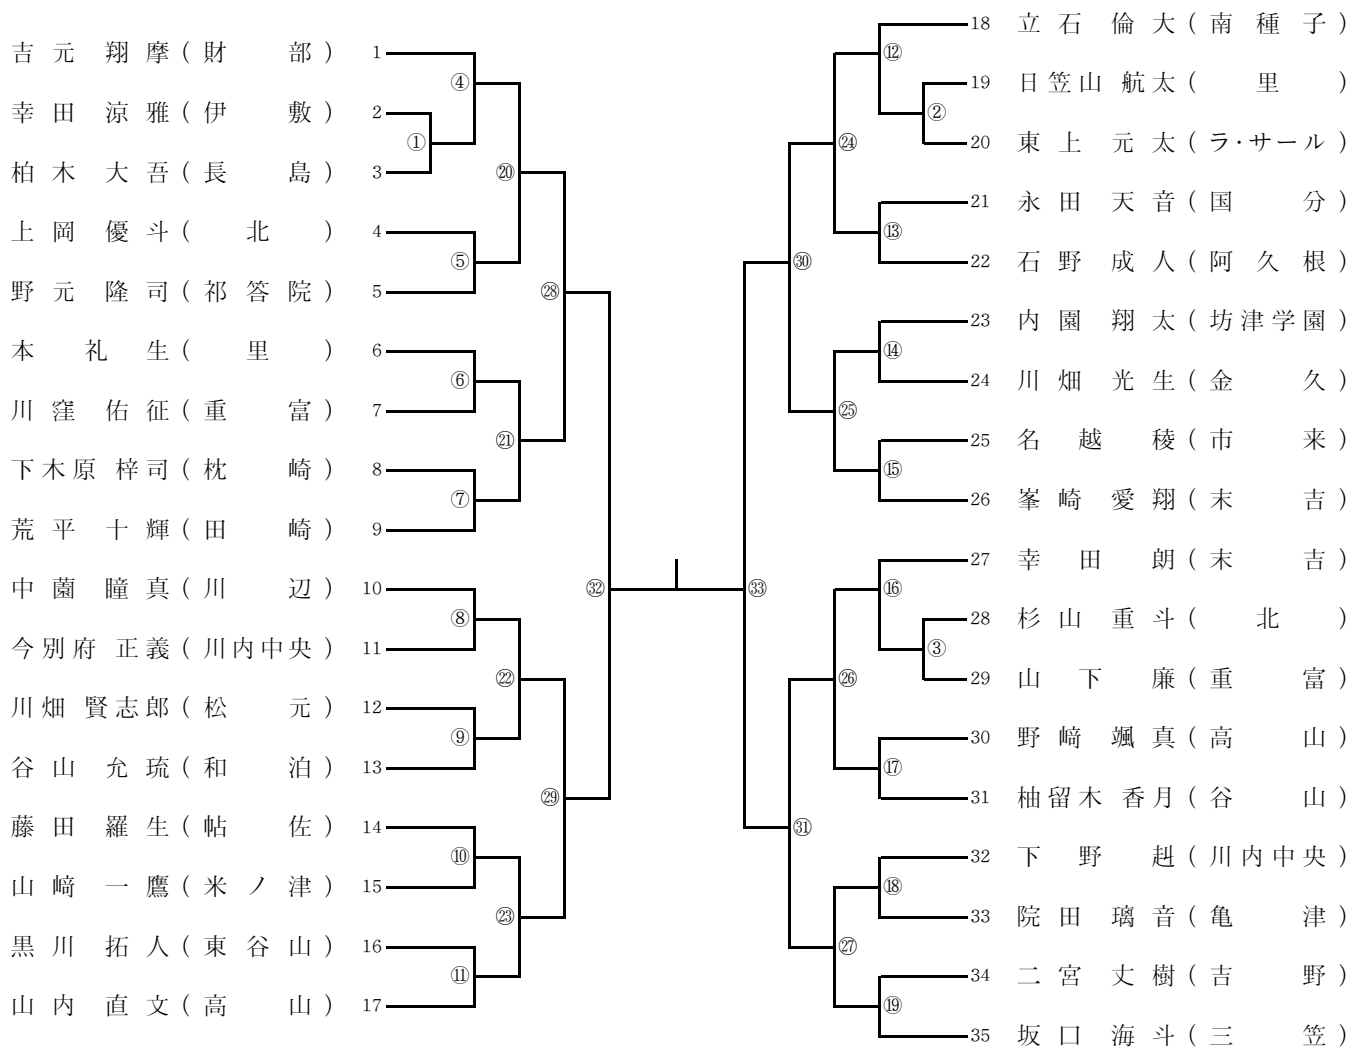 吉元 翔摩(財部) 1
幸田 涼雅(伊敷) 2
柏木 大吾(長島) 3
上岡 優斗(北) 4
野元 隆司(祁答院) 5
本 礼生(里) 6
川窪 佑征(重富) 7
下木原 梓司(枕崎) 8
荒平 十輝(田崎) 9
中薗 瞳真(川辺) 10
今別府 正義(川内中央) 11
川畑 賢志郎(松元) 12
谷山 允琉(和泊) 13
藤田 羅生(帖佐) 14
山﨑 一鷹(米ノ津) 15
黒川 拓人(東谷山) 16
山内 直文(高山) 17
①
④
⑤
⑥
⑦
⑧
⑨
⑩
⑪
⑳
㉑
㉒
㉓
㉘
㉙
㉜
㉝
㉚
㉛
㉔
㉕
㉖
㉗
⑫
②
⑬
⑭
⑮
⑯
③
⑰
⑱
⑲
18 立石 倫大(南種子)
19 日笠山 航太(里)
20 東上 元太(ラ・サール)
21 永田 天音(国分)
22 石野 成人(阿久根)
23 内園 翔太(坊津学園)
24 川畑 光生(金久)
25 名越 稜(市来)
26 峯崎 愛翔(末吉)
27 幸田 朗(末吉)
28 杉山 重斗(北)
29 山下 廉(重富)
30 野﨑 颯真(高山)
31 柚留木 香月(谷山)
32 下野 赳(川内中央)
33 院田 璃音(亀津)
34 二宮 丈樹(吉野)
35 坂口 海斗(三笠)